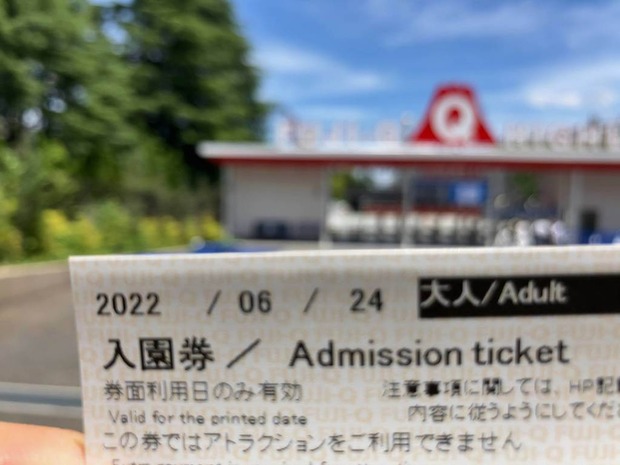 Q
2022 / 06 / 24 大人/Adult
入園券 / Admission ticket
券面利用日のみ有効
Valid for the printed date
注意事項に関しては、HP記
内容に従うようにしてくだ
この券ではアトラクションをご利用できません